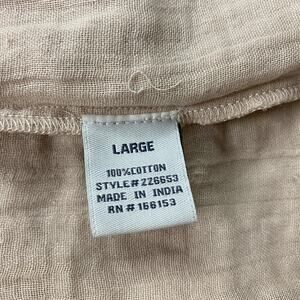 LARGE
100%COTTON
STYLE# 226653
MADE IN INDIA
RN # 166153